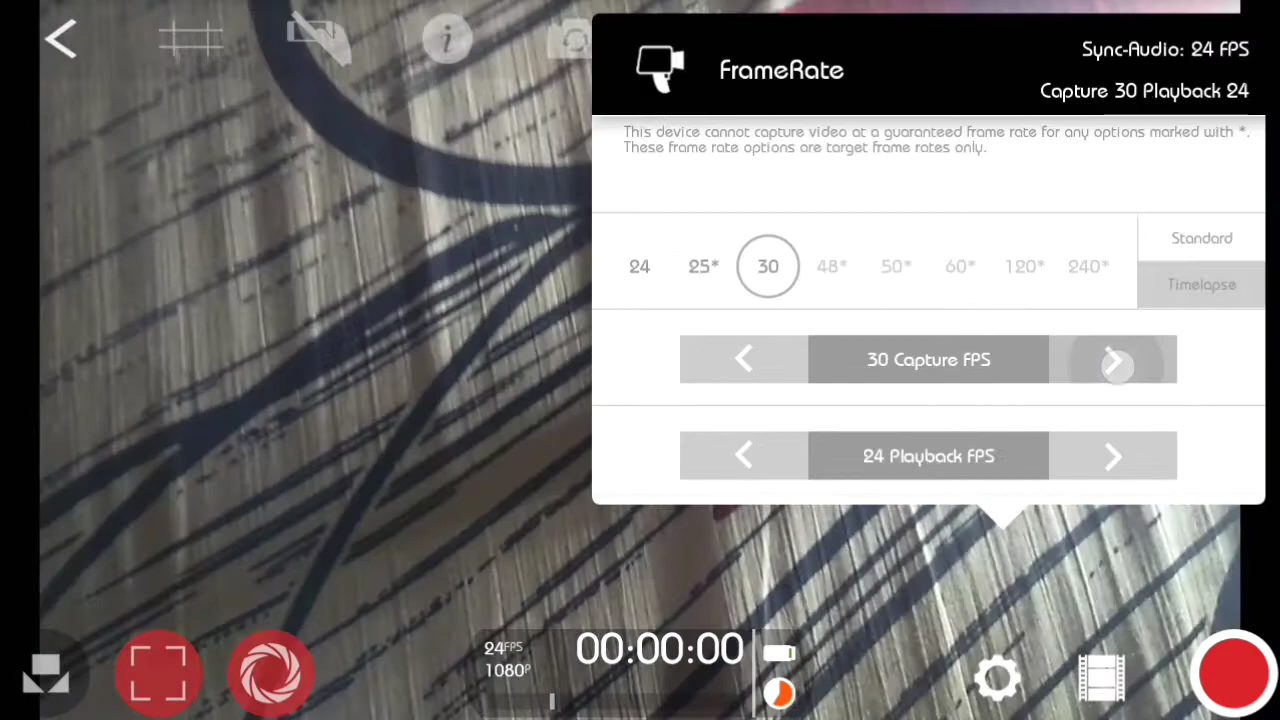 FrameRate
Sync-Audio: 24 FPS
Capture 30 Playback 24
This device cannot capture video at a guaranteed frame rate for any options marked with *.
These frame rate options are target frame rates only.
24 25* 30 48* 50* 60* 120* 240*
Standard
Timelapse
30 Capture FPS
24 Playback FPS
24FPS
1080P
00:00:00